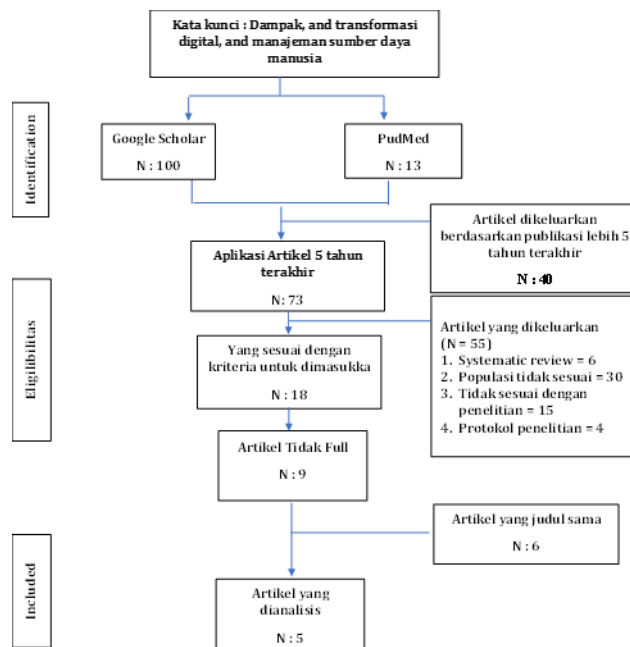 Kata kunci : Dampak, and transformasi
digital, and manajeman sumber daya
manusia
Identification
Google Scholar
N : 100
PudMed
N : 13
Artikel dikeluarkan
berdasarkan publikasi lebih 5
tahun terakhir
N : 40
Aplikasi Artikel 5 tahun
terakhir
N: 73
Eligilibilitas
Artikel yang dikeluarkan
(N = 55)
1. Systematic review = 6
2. Populasi tidak sesuai = 30
3. Tidak sesuai dengan
penelitian = 15
4. Protokol penelitian = 4
Yang sesuai dengan
kriteria untuk dimasukka
N : 18
Artikel Tidak Full
N : 9
Artikel yang judul sama
N : 6
Included
Artikel yang
dianalisis
N : 5